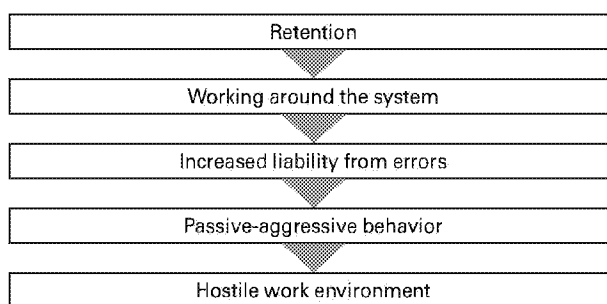 Retention
Working around the system
Increased liability from errors
Passive-aggressive behavior
Hostile work environment